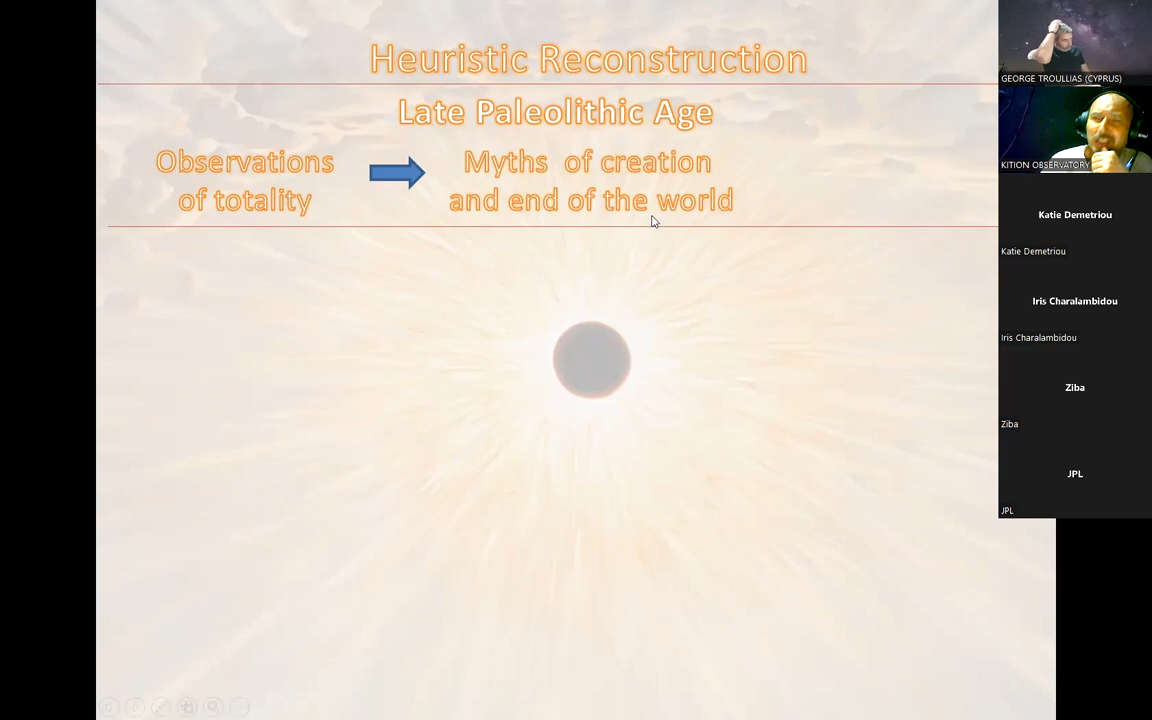 Heuristic Reconstruction
Late Paleolithic Age
Observations
of totality
Myths of creation
and end of the world
GEORGE TROULLIAS (CYPRUS)
KITION OBSERVATORY
Katie Demetriou
Katie Demetriou
Iris Charalambidou
Iris Charalambidou
Ziba
Ziba
JPL
JPL